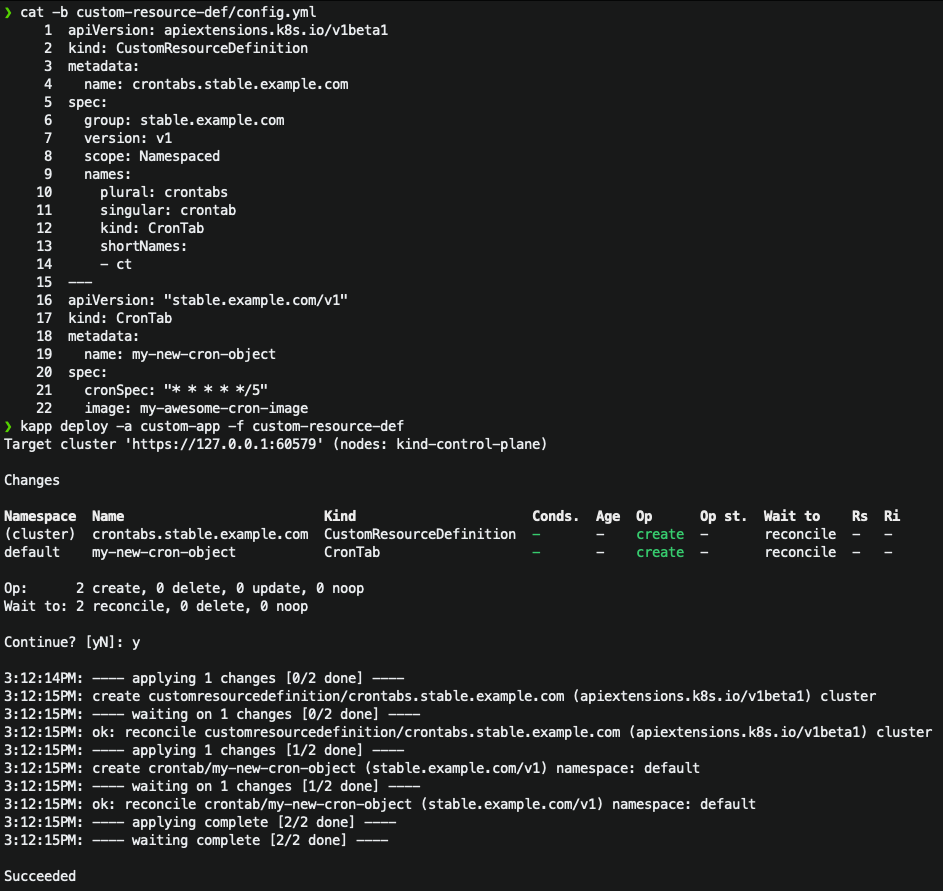 ❯ cat -b custom-resource-def/config.yml
     1  apiVersion: apiextensions.k8s.io/v1beta1
     2  kind: CustomResourceDefinition
     3  metadata:
     4    name: crontabs.stable.example.com
     5  spec:
     6    group: stable.example.com
     7    version: v1
     8    scope: Namespaced
     9    names:
    10      plural: crontabs
    11      singular: crontab
    12      kind: CronTab
    13      shortNames:
    14      - ct
    15  ---
    16  apiVersion: "stable.example.com/v1"
    17  kind: CronTab
    18  metadata:
    19    name: my-new-cron-object
    20  spec:
    21    cronSpec: "* * * * */5"
    22    image: my-awesome-cron-image
❯ kapp deploy -a custom-app -f custom-resource-def
Target cluster 'https://127.0.0.1:60579' (nodes: kind-control-plane)

Changes

Namespace  Name                         Kind                      Conds.  Age  Op      Op st.  Wait to    Rs  Ri
(cluster)  crontabs.stable.example.com  CustomResourceDefinition  -       -    create  -       reconcile  -   -
default    my-new-cron-object           CronTab                   -       -    create  -       reconcile  -   -

Op:      2 create, 0 delete, 0 update, 0 noop
Wait to: 2 reconcile, 0 delete, 0 noop

Continue? [yN]: y

3:12:14PM: ---- applying 1 changes [0/2 done] ----
3:12:15PM: create customresourcedefinition/crontabs.stable.example.com (apiextensions.k8s.io/v1beta1) cluster
3:12:15PM: ---- waiting on 1 changes [0/2 done] ----
3:12:15PM: ok: reconcile customresourcedefinition/crontabs.stable.example.com (apiextensions.k8s.io/v1beta1) cluster
3:12:15PM: ---- applying 1 changes [1/2 done] ----
3:12:15PM: create crontab/my-new-cron-object (stable.example.com/v1) namespace: default
3:12:15PM: ---- waiting on 1 changes [1/2 done] ----
3:12:15PM: ok: reconcile crontab/my-new-cron-object (stable.example.com/v1) namespace: default
3:12:15PM: ---- applying complete [2/2 done] ----
3:12:15PM: ---- waiting complete [2/2 done] ----

Succeeded